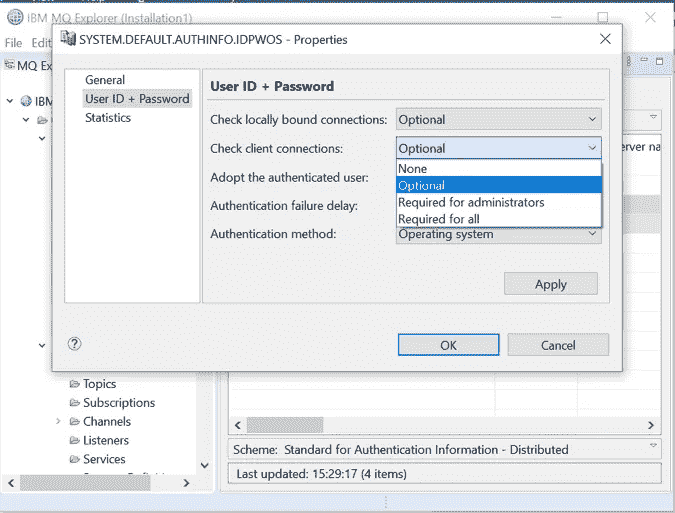 IBM MQ Explorer (Installation1)
File Edit
MQ Ex
IBM
SYSTEM.DEFAULT.AUTHINFO.IDPWOS - Properties
General
User ID + Password
Statistics
User ID + Password
Check locally bound connections: Optional
Check client connections: Optional
None
Optional
Required for administrators
Required for all
Adopt the authenticated user:
Authentication failure delay:
Authentication method: Operating system
Apply
OK
Cancel
erver na
Topics
Subscriptions
Channels
Listeners
Services
Scheme: Standard for Authentication Information - Distributed
Last updated: 15:29:17 (4 items)